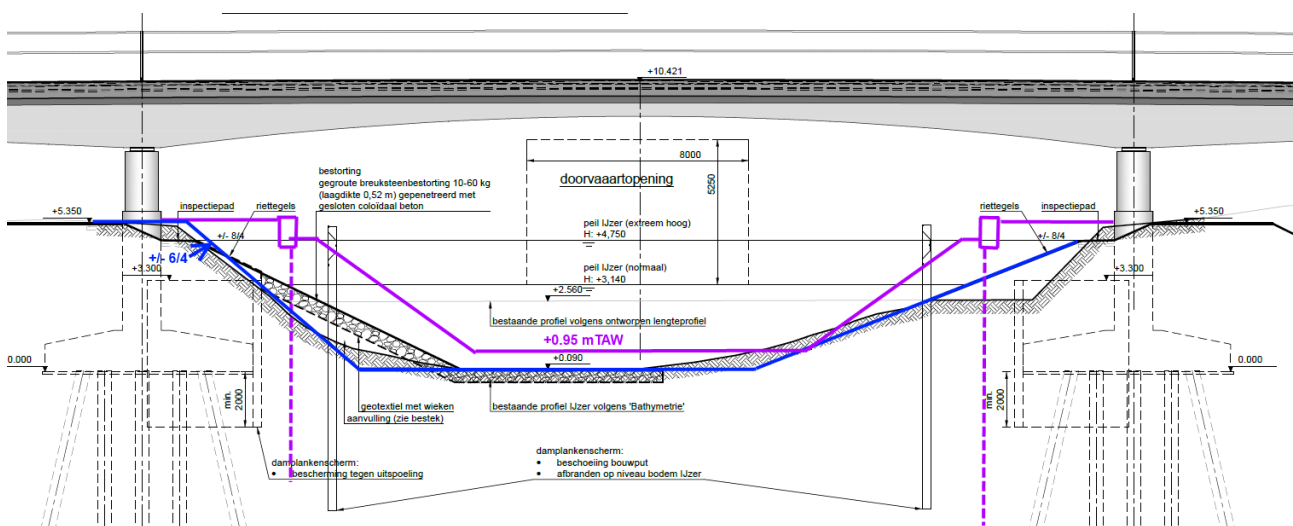 +10.421
8000
5250
doorvaaartopening
bestorting
gegroute breuksteenbestorting 10-60 kg
(laagdikte 0,52 m) gepenetreerd met
gesloten coloïdaal beton
+5.350
inspectiepad
riettegels
peil IJzer (extreem hoog)
H: +4,750
riettegels
inspectiepad
+5.350
+/- 8/4
+/- 8/4
+/- 6/4
+3.300
peil IJzer (normaal)
H: +3,140
+3.300
+2.560
bestaande profiel volgens ontworpen lengteprofiel
+0.95 mTAW
0.000
+0.090
0.000
min.
2000
geotextiel met wieken
aanvulling (zie bestek)
bestaande profiel IJzer volgens 'Bathymetrie'
min.
2000
damplankenscherm:
• bescherming tegen uitspoeling
damplankenscherm:
• beschoeiing bouwput
• afbranden op niveau bodem IJzer